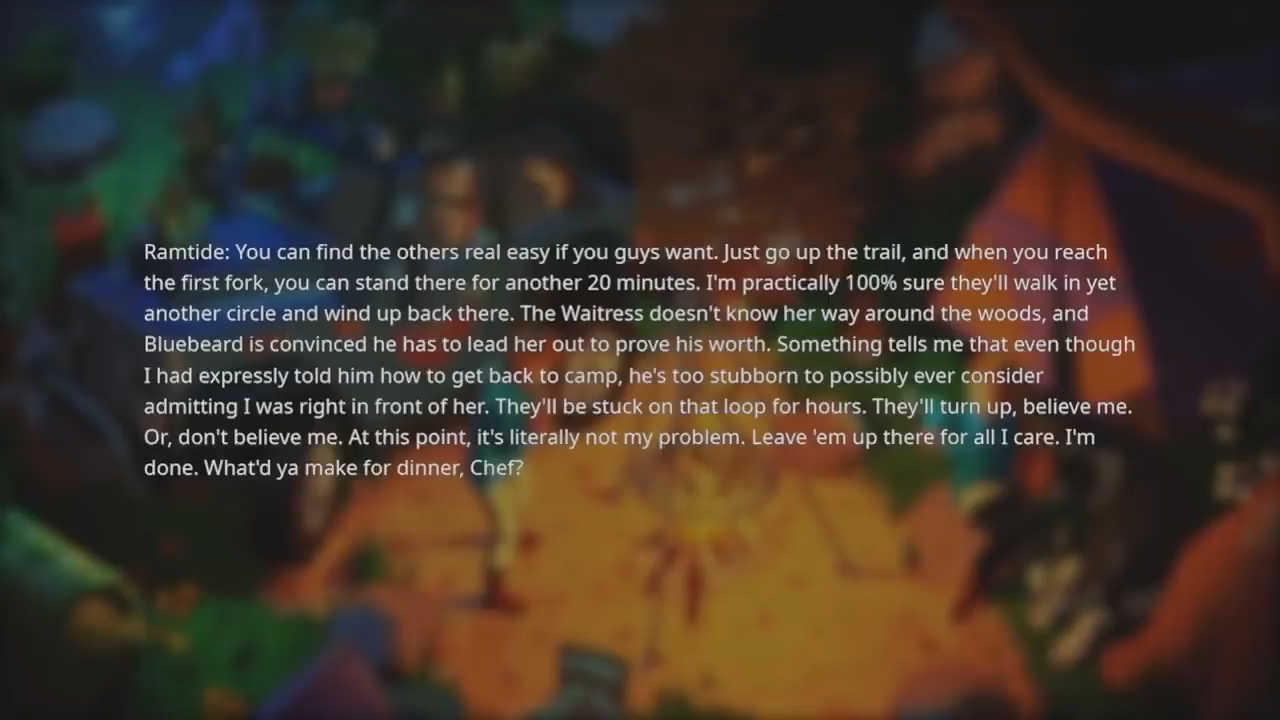 Ramtide: You can find the others real easy if you guys want. Just go up the trail, and when you reach
the first fork, you can stand there for another 20 minutes. I'm practically 100% sure they'll walk in yet
another circle and wind up back there. The Waitress doesn't know her way around the woods, and
Bluebeard is convinced he has to lead her out to prove his worth. Something tells me that even though
I had expressly told him how to get back to camp, he's too stubborn to possibly ever consider
admitting I was right in front of her. They'll be stuck on that loop for hours. They'll turn up, believe me.
Or, don't believe me. At this point, it's literally not my problem. Leave 'em up there for all I care. I'm
done. What'd ya make for dinner, Chef?